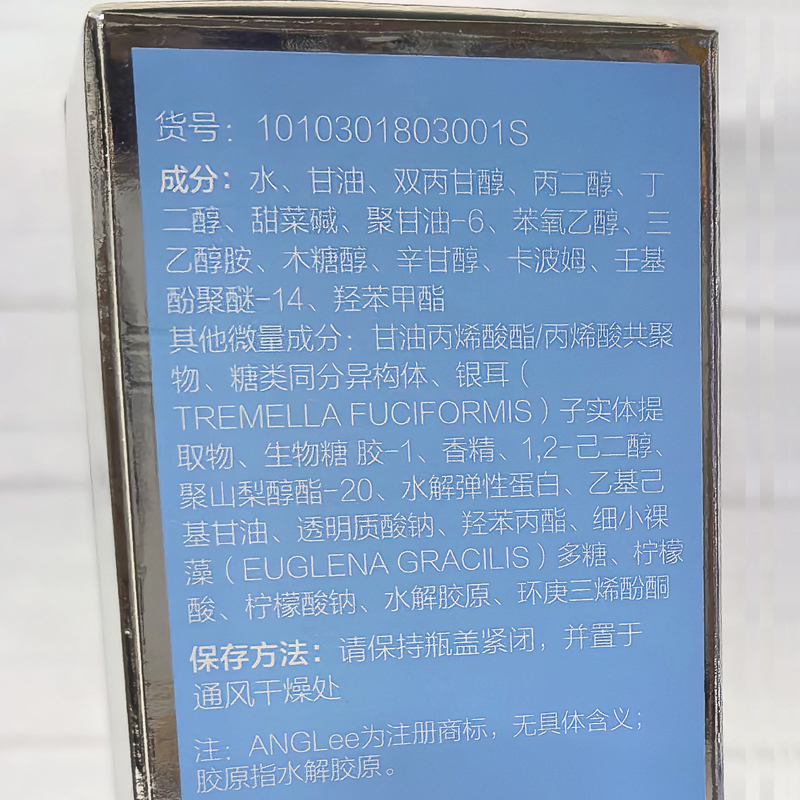 货号：1010301803001S
成分：水、甘油、双丙甘醇、丙二醇、丁
二醇、甜菜碱、聚甘油-6、苯氧乙醇、三
乙醇胺、木糖醇、辛甘醇、卡波姆、壬基
酚聚醚-14、羟苯甲酯
其他微量成分：甘油丙烯酸酯/丙烯酸共聚
物、糖类同分异构体、银耳（
TREMELLA FUCIFORMIS）子实体提
取物、生物糖 胶-1、香精、1,2-己二醇、
聚山梨醇酯-20、水解弹性蛋白、乙基己
基甘油、透明质酸钠、羟苯丙酯、细小裸
藻（EUGLENA GRACILIS）多糖、柠檬
酸、柠檬酸钠、水解胶原、环庚三烯酚酮
保存方法：请保持瓶盖紧闭，并置于
通风干燥处
注：ANGLee为注册商标，无具体含义；
胶原指水解胶原。